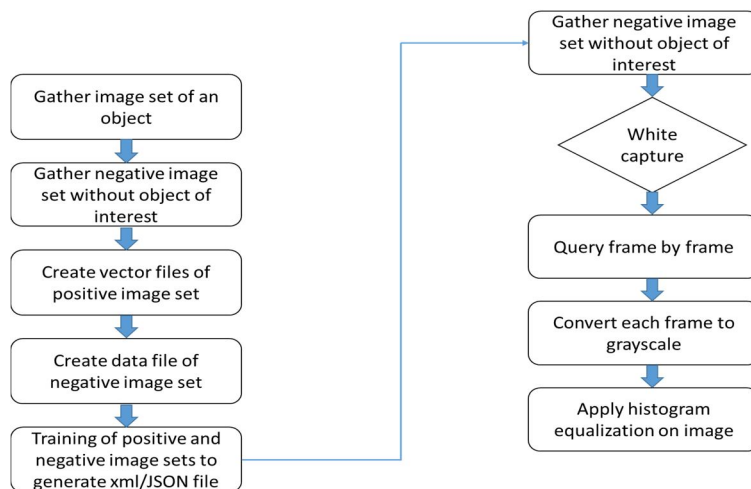 Gather image set of an
object
Gather negative image
set without object of
interest
Create vector files of
positive image set
Create data file of
negative image set
Training of positive and
negative image sets to
generate xml/JSON file
Gather negative image
set without object of
interest
White
capture
Query frame by frame
Convert each frame to
grayscale
Apply histogram
equalization on image